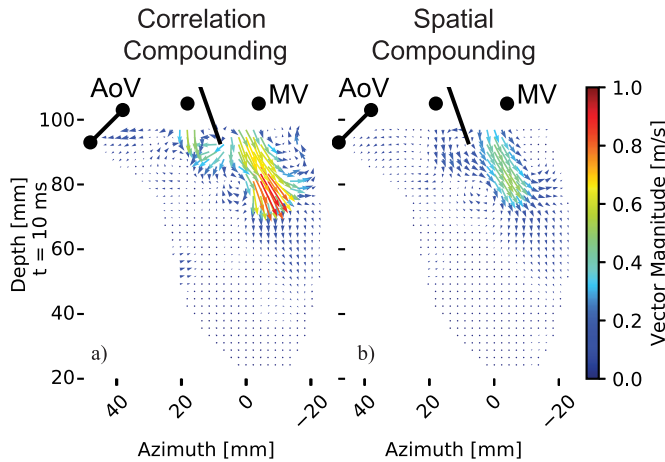 Correlation Compounding
Spatial Compounding
AoV
MV
AoV
MV
100
80
60
40
20
Depth [mm]
t = 10 ms
a)
b)
40
20
0
−20
40
20
0
−20
Azimuth [mm]
Azimuth [mm]
1.0
0.8
0.6
0.4
0.2
0.0
Vector Magnitude [m/s]